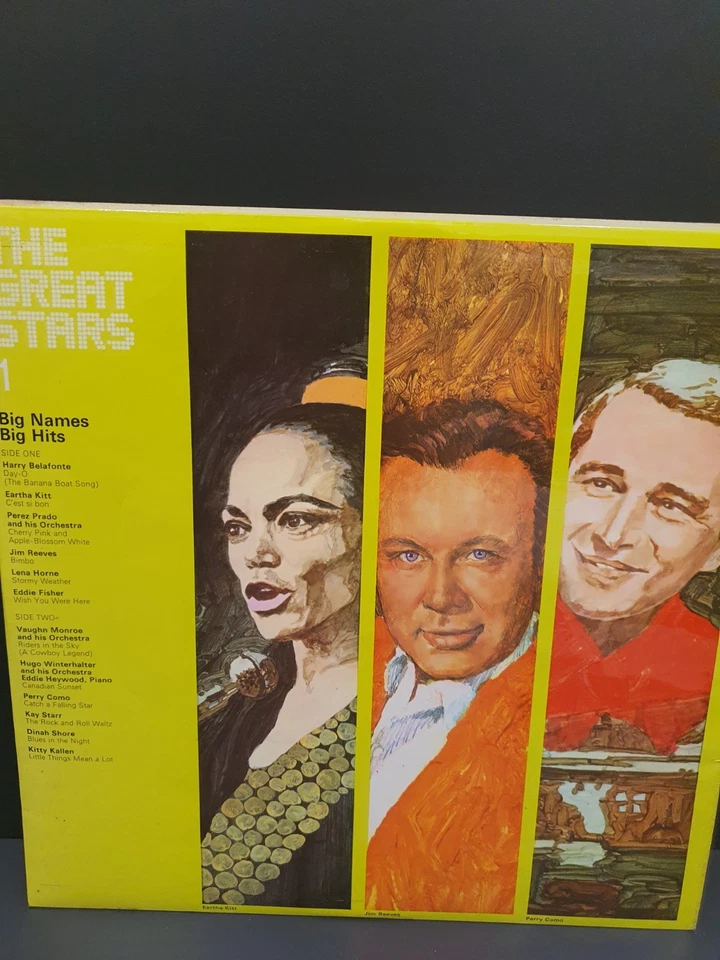 THE
GREAT
STARS
1
Big Names
Big Hits
SIDE ONE
Harry Belafonte
Day-O
(The Banana Boat Song)
Eartha Kitt
C'est si bon
Perez Prado
and his Orchestra
Cherry Pink and
Apple-Blossom White
Jim Reeves
Bimbo
Lena Horne
Stormy Weather
Eddie Fisher
Wish You Were Here
SIDE TWO
Vaughn Monroe
and his Orchestra
Riders in the Sky
(A Cowboy Legend)
Hugo Winterhalter
and his Orchestra
Eddie Heywood, Piano
Canadian Sunset
Perry Como
Catch a Falling Star
Kay Starr
The Rock and Roll Waltz
Dinah Shore
Blues in the Night
Kitty Kallen
Little Things Mean a Lot
Eartha Kitt
Jim Reeves
Perry Como